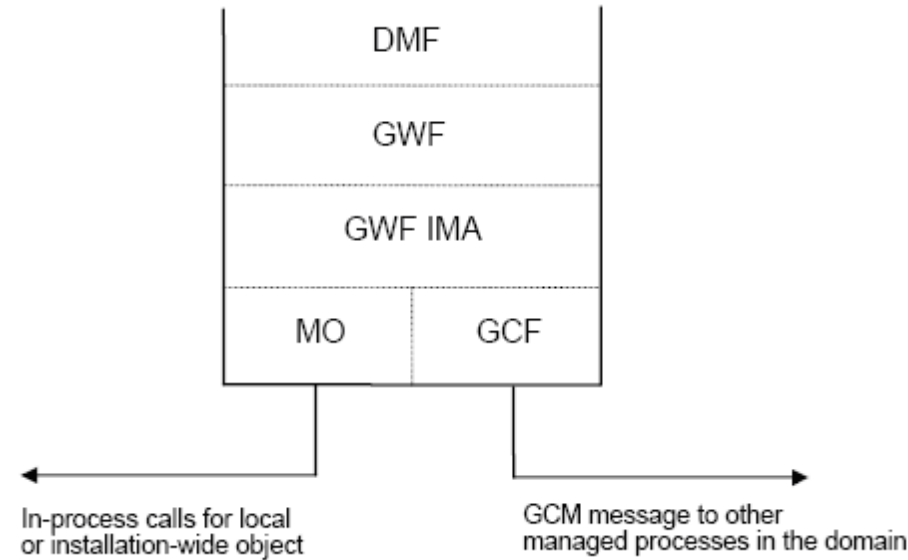 DMF
GWF
GWF IMA
MO
GCF
In-process calls for local
or installation-wide object
GCM message to other
managed processes in the domain